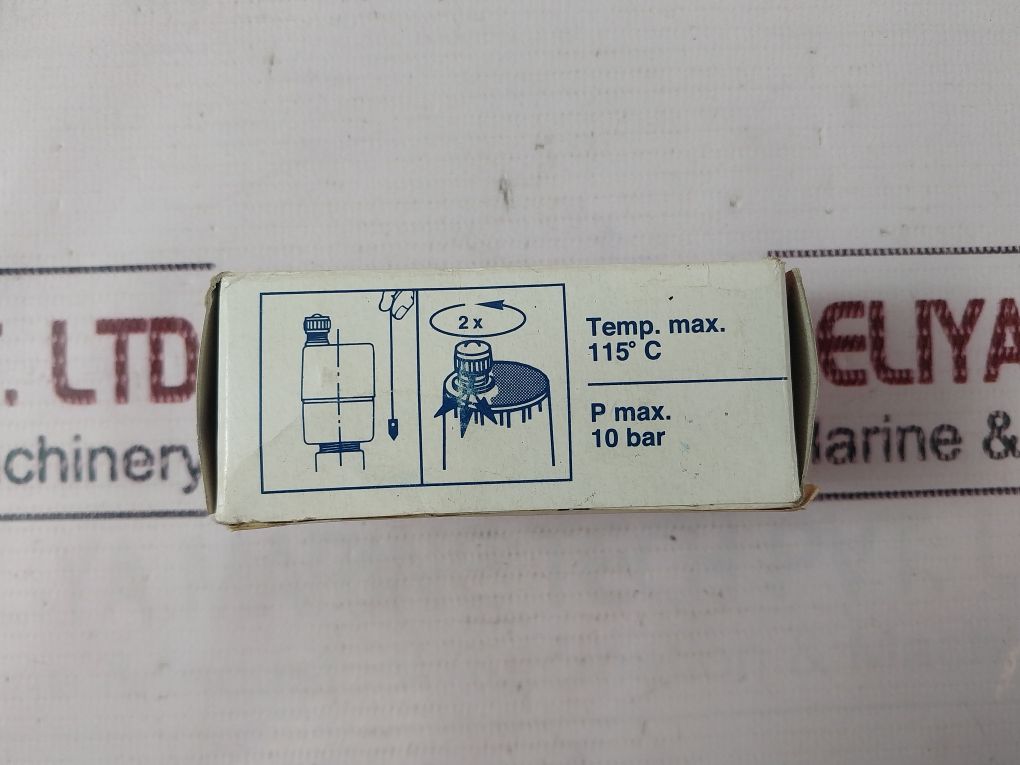 2 x
Temp. max.
115° C
P max.
10 bar
. LTD
ELIYA
chinery
arine &